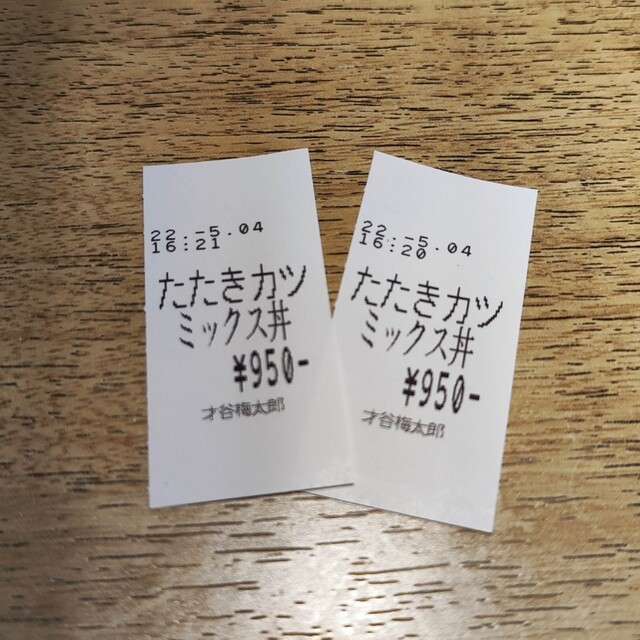 22.-5.04
16:21
たたきカツ
ミックス丼
¥950-
才谷梅太郎
22.-5.04
16:20
たたきカツ
ミックス丼
¥950-
才谷梅太郎